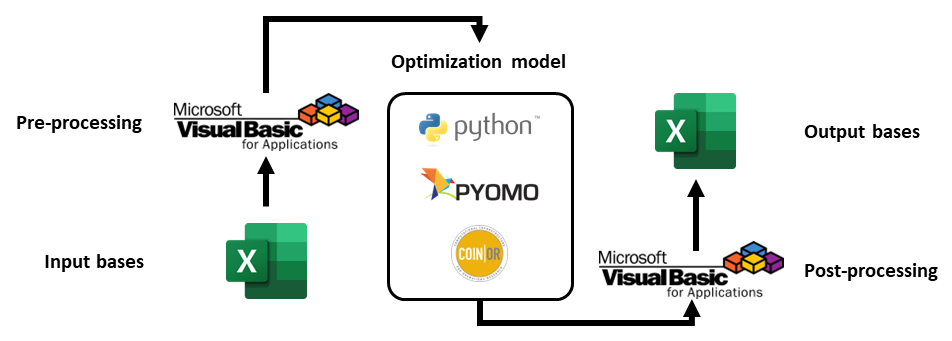 Optimization model
Pre-processing
Microsoft
Visual Basic
for Applications
python™
PYOMO
COIN|OR
X
Output bases
Input bases
X
Microsoft
Visual Basic
for Applications
Post-processing